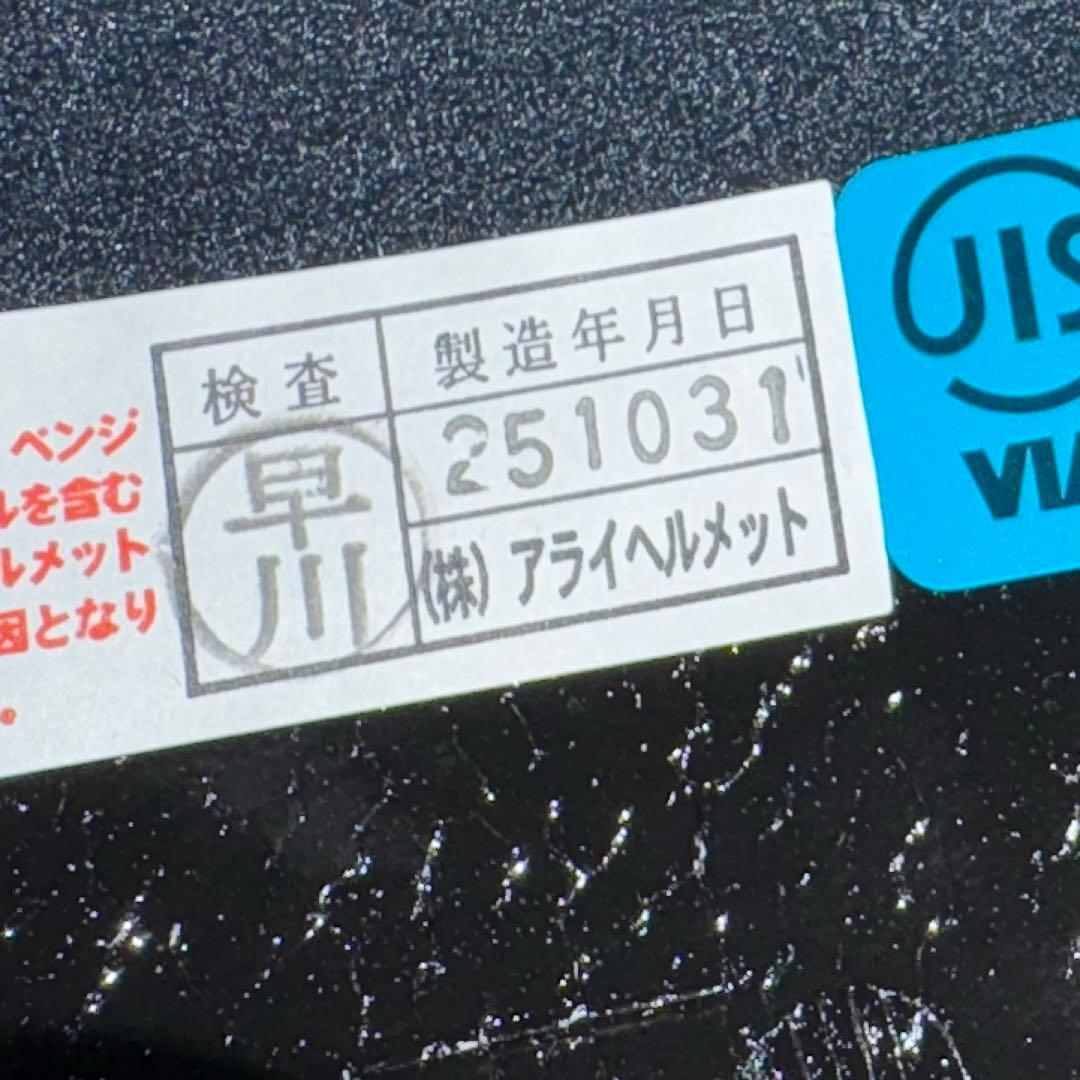 検査
製造年月日
251031
早川
(株)アライヘルメット
ベンジ
ルを含む
ルメット
因となり
。
JIS
VIA